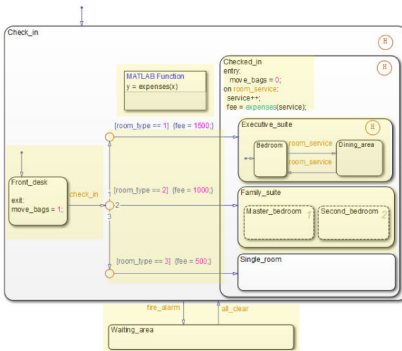 Check_in
H
MATLAB Function
y = expenses(x)
Checked_in
H
entry:
move_bags = 0;
on room_service:
service++;
fee = expenses(service);
[room_type == 1] {fee = 1500;}
Executive_suite
H
Bedroom
room_service
Dining_area
room_service
Front_desk
exit:
move_bags = 1;
check_in
1
[room_type == 2] {fee = 1000;}
2
3
Family_suite
Master_bedroom
1
Second_bedroom
2
[room_type == 3] {fee = 500;}
Single_room
fire_alarm
all_clear
Waiting_area